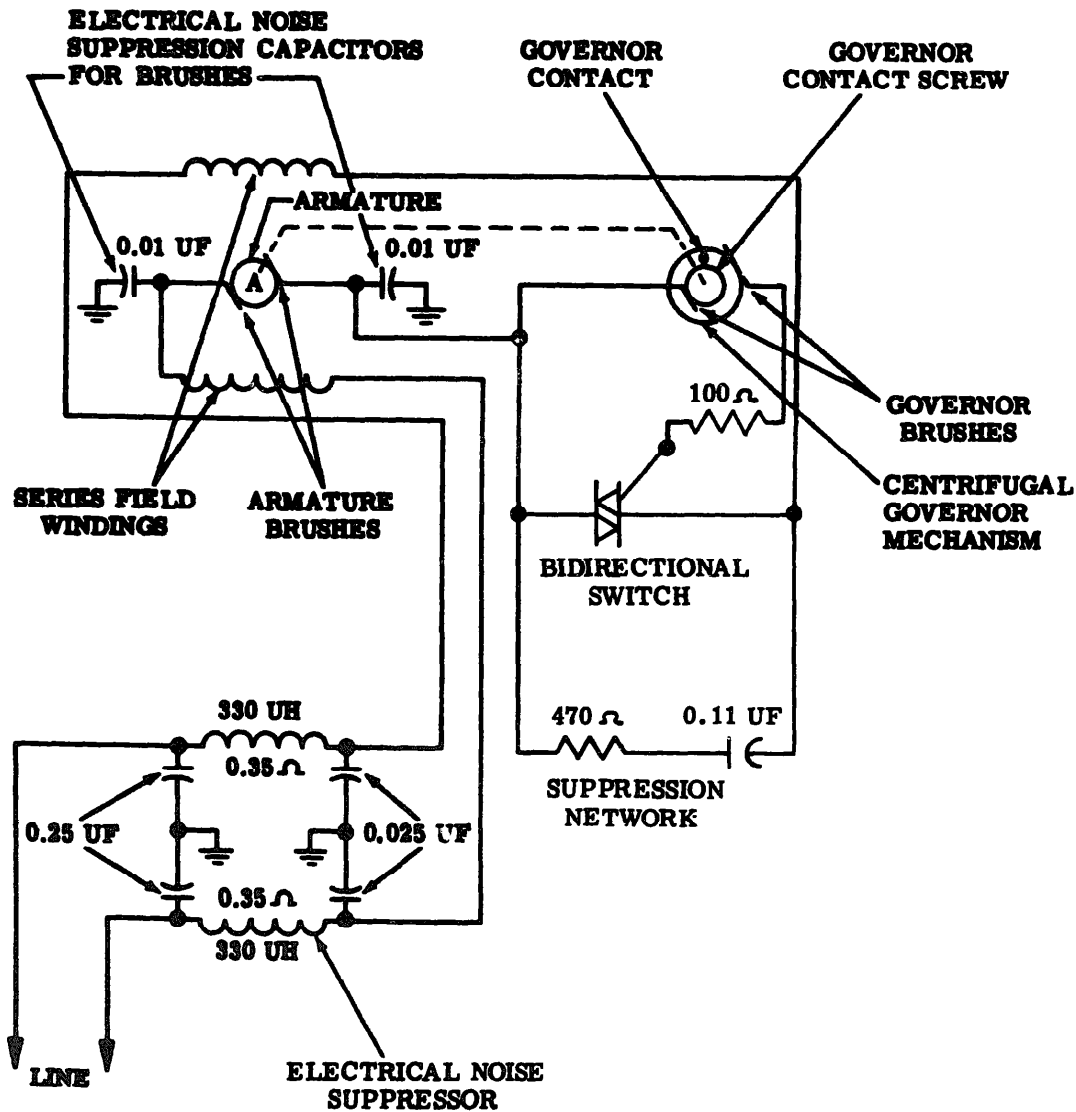 ELECTRICAL NOISE
SUPPRESSION CAPACITORS
FOR BRUSHES
GOVERNOR
CONTACT
GOVERNOR
CONTACT SCREW
ARMATURE
0.01 UF
0.01 UF
A
100 Ω
GOVERNOR
BRUSHES
SERIES FIELD
WINDINGS
ARMATURE
BRUSHES
CENTRIFUGAL
GOVERNOR
MECHANISM
BIDIRECTIONAL
SWITCH
330 UH
0.35 Ω
470 Ω
0.11 UF
SUPPRESSION
NETWORK
0.25 UF
0.025 UF
0.35 Ω
330 UH
LINE
ELECTRICAL NOISE
SUPPRESSOR